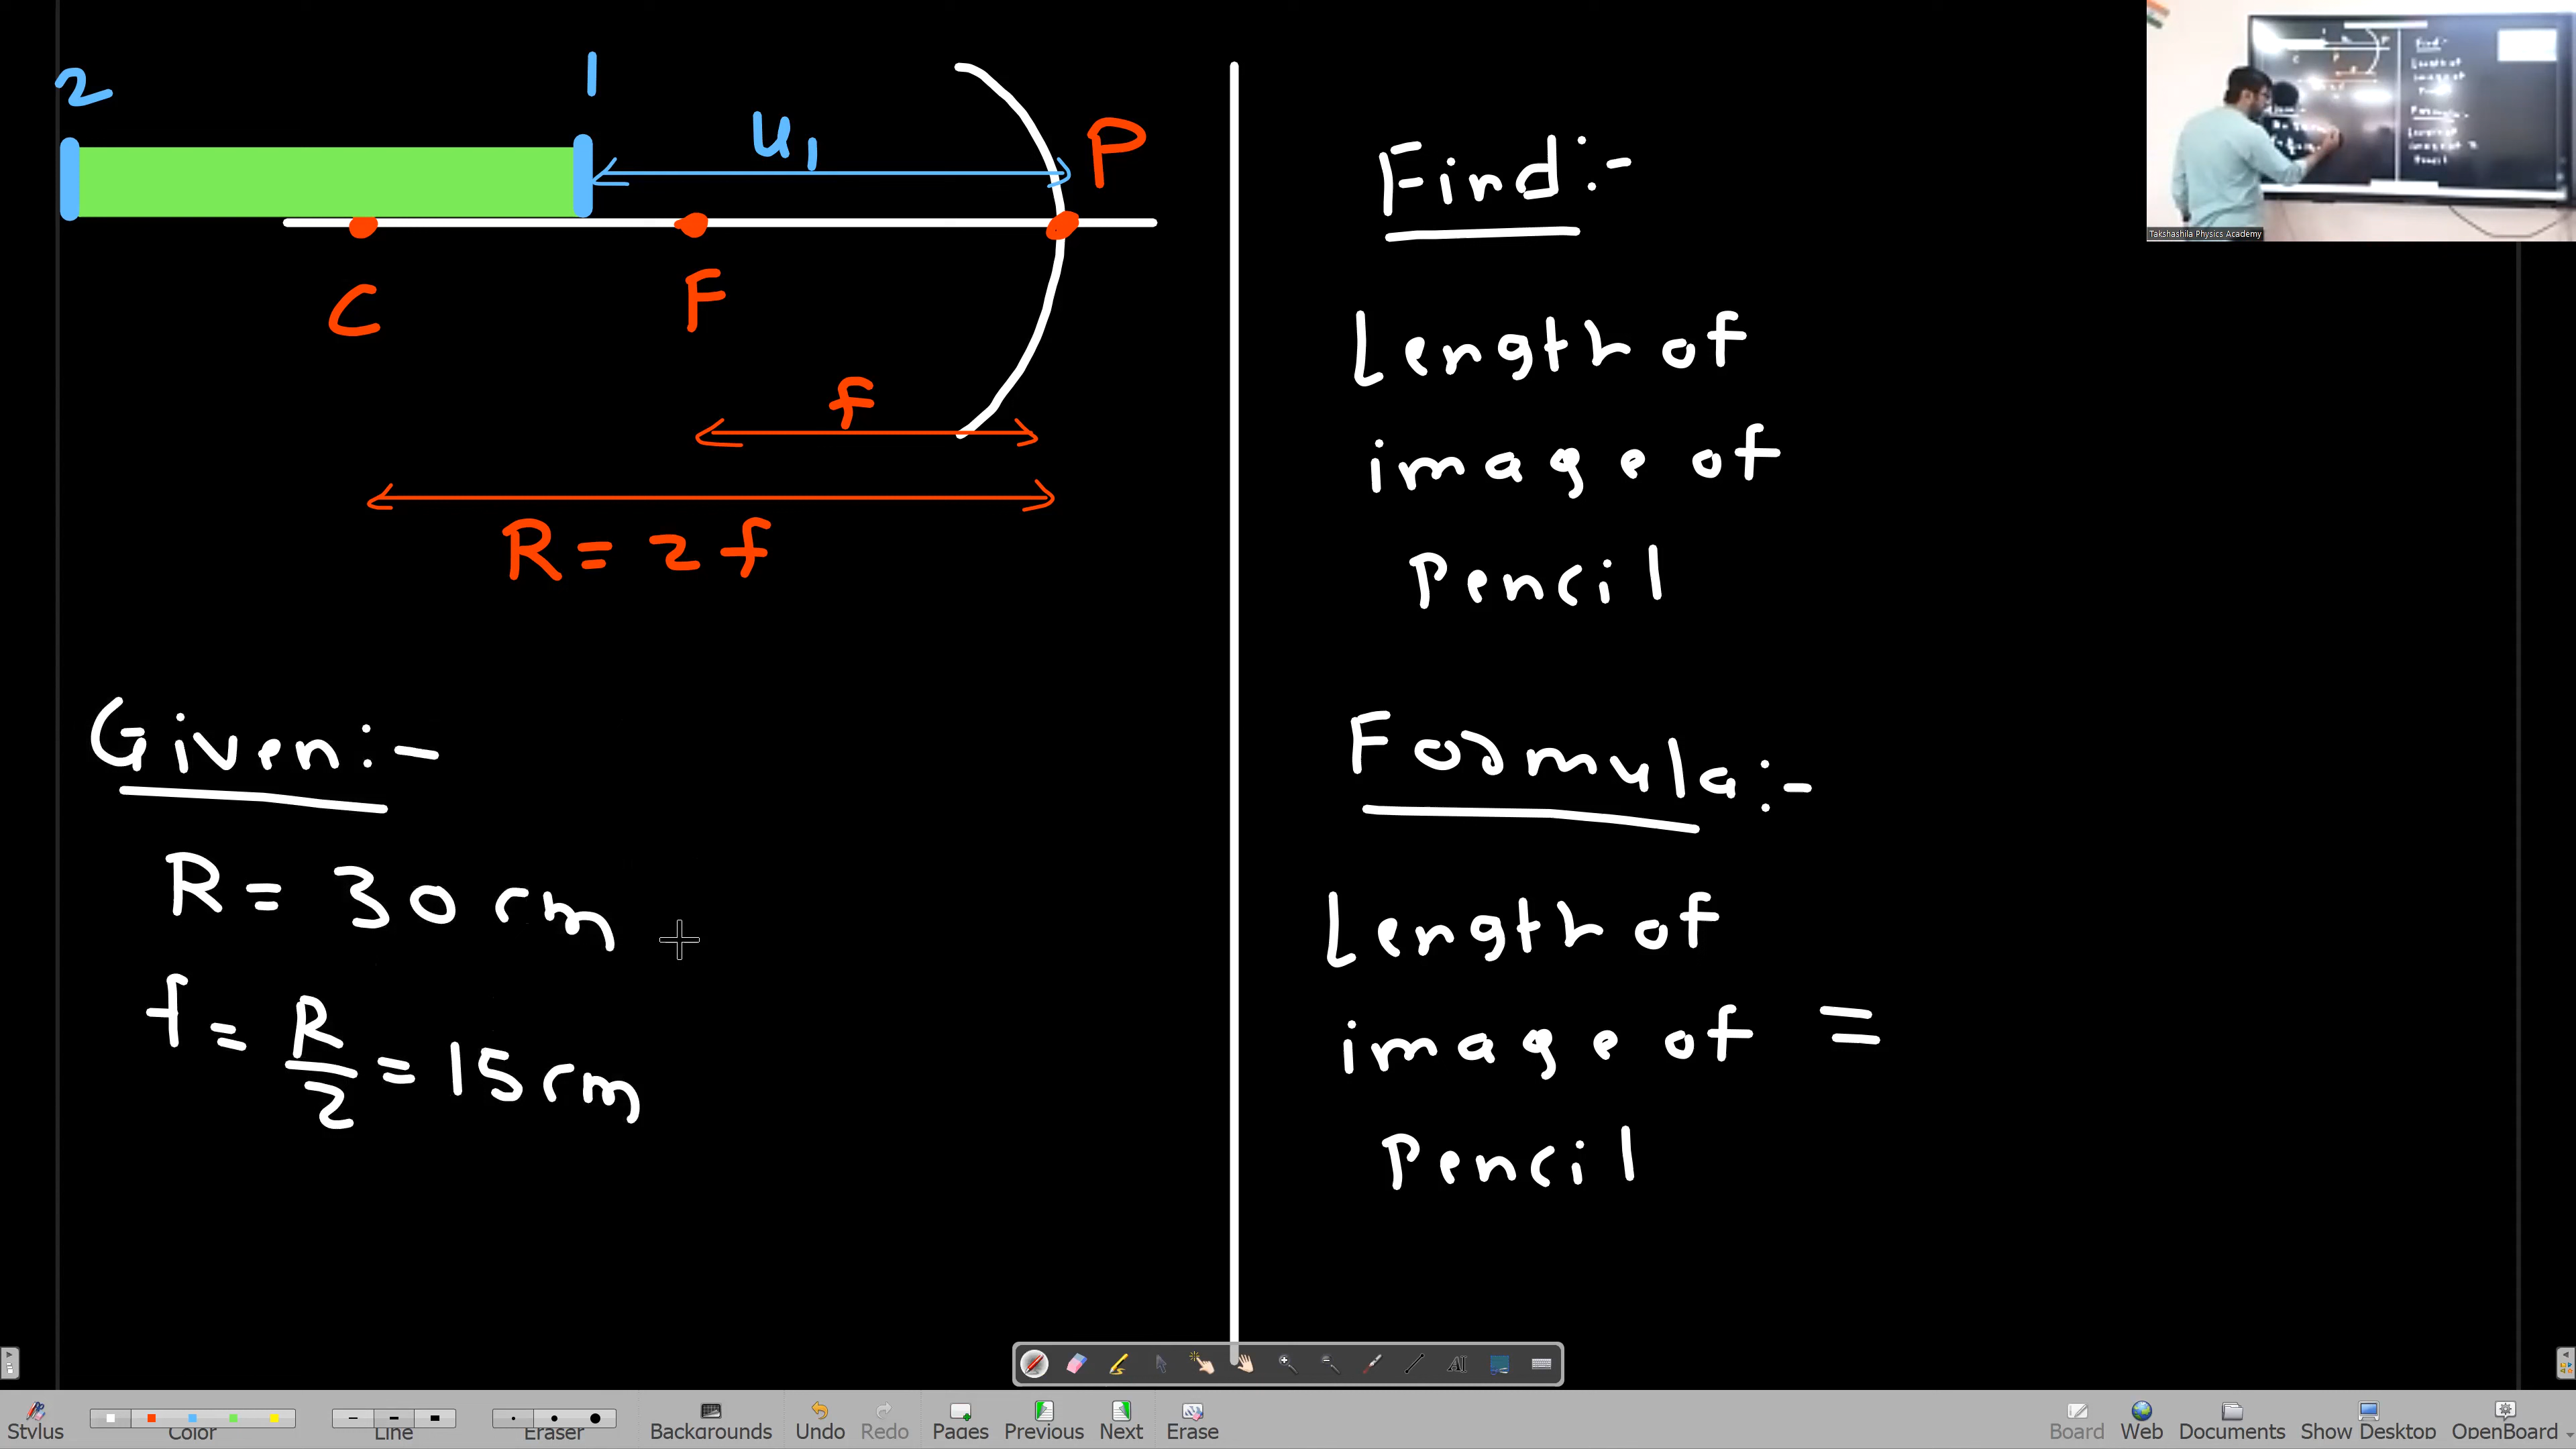 2
1
u₁
P
C
F
f
R = 2f
Given:-
R = 30 cm
f = R/2 = 15 cm
Find:-
Length of
image of
Pencil
Formula:-
Length of
image of =
Pencil
Takshashila Physics Academy
Stylus
Color
Line
Eraser
Backgrounds
Undo
Redo
Pages
Previous
Next
Erase
Board
Web
Documents
Show Desktop
OpenBoard